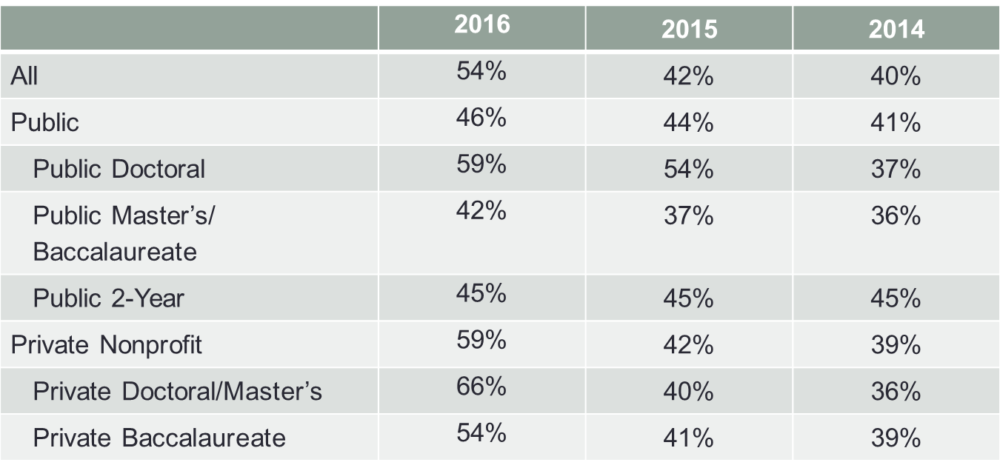 2016 2015 2014
All 54% 42% 40%
Public 46% 44% 41%
Public Doctoral 59% 54% 37%
Public Master’s/ 42% 37% 36%
Baccalaureate
Public 2-Year 45% 45% 45%
Private Nonprofit 59% 42% 39%
Private Doctoral/Master’s 66% 40% 36%
Private Baccalaureate 54% 41% 39%